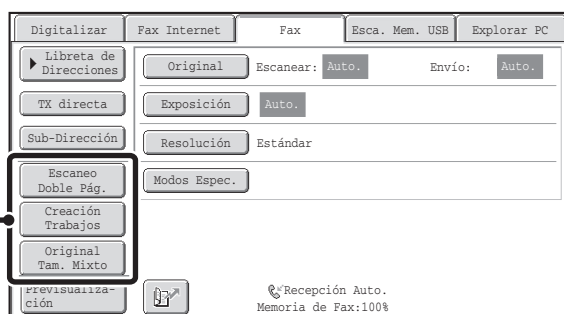 Digitalizar Fax Internet Fax Esca. Mem. USB Explorar PC
Libreta de
Direcciones
Original Escanear: Auto. Envío: Auto.
TX directa
Exposición Auto.
Sub-Dirección
Resolución Estándar
Escaneo
Doble Pág.
Modos Espec.
Creación
Trabajos
Original
Tam. Mixto
Previsualiza-
ción
Recepción Auto.
Memoria de Fax:100%